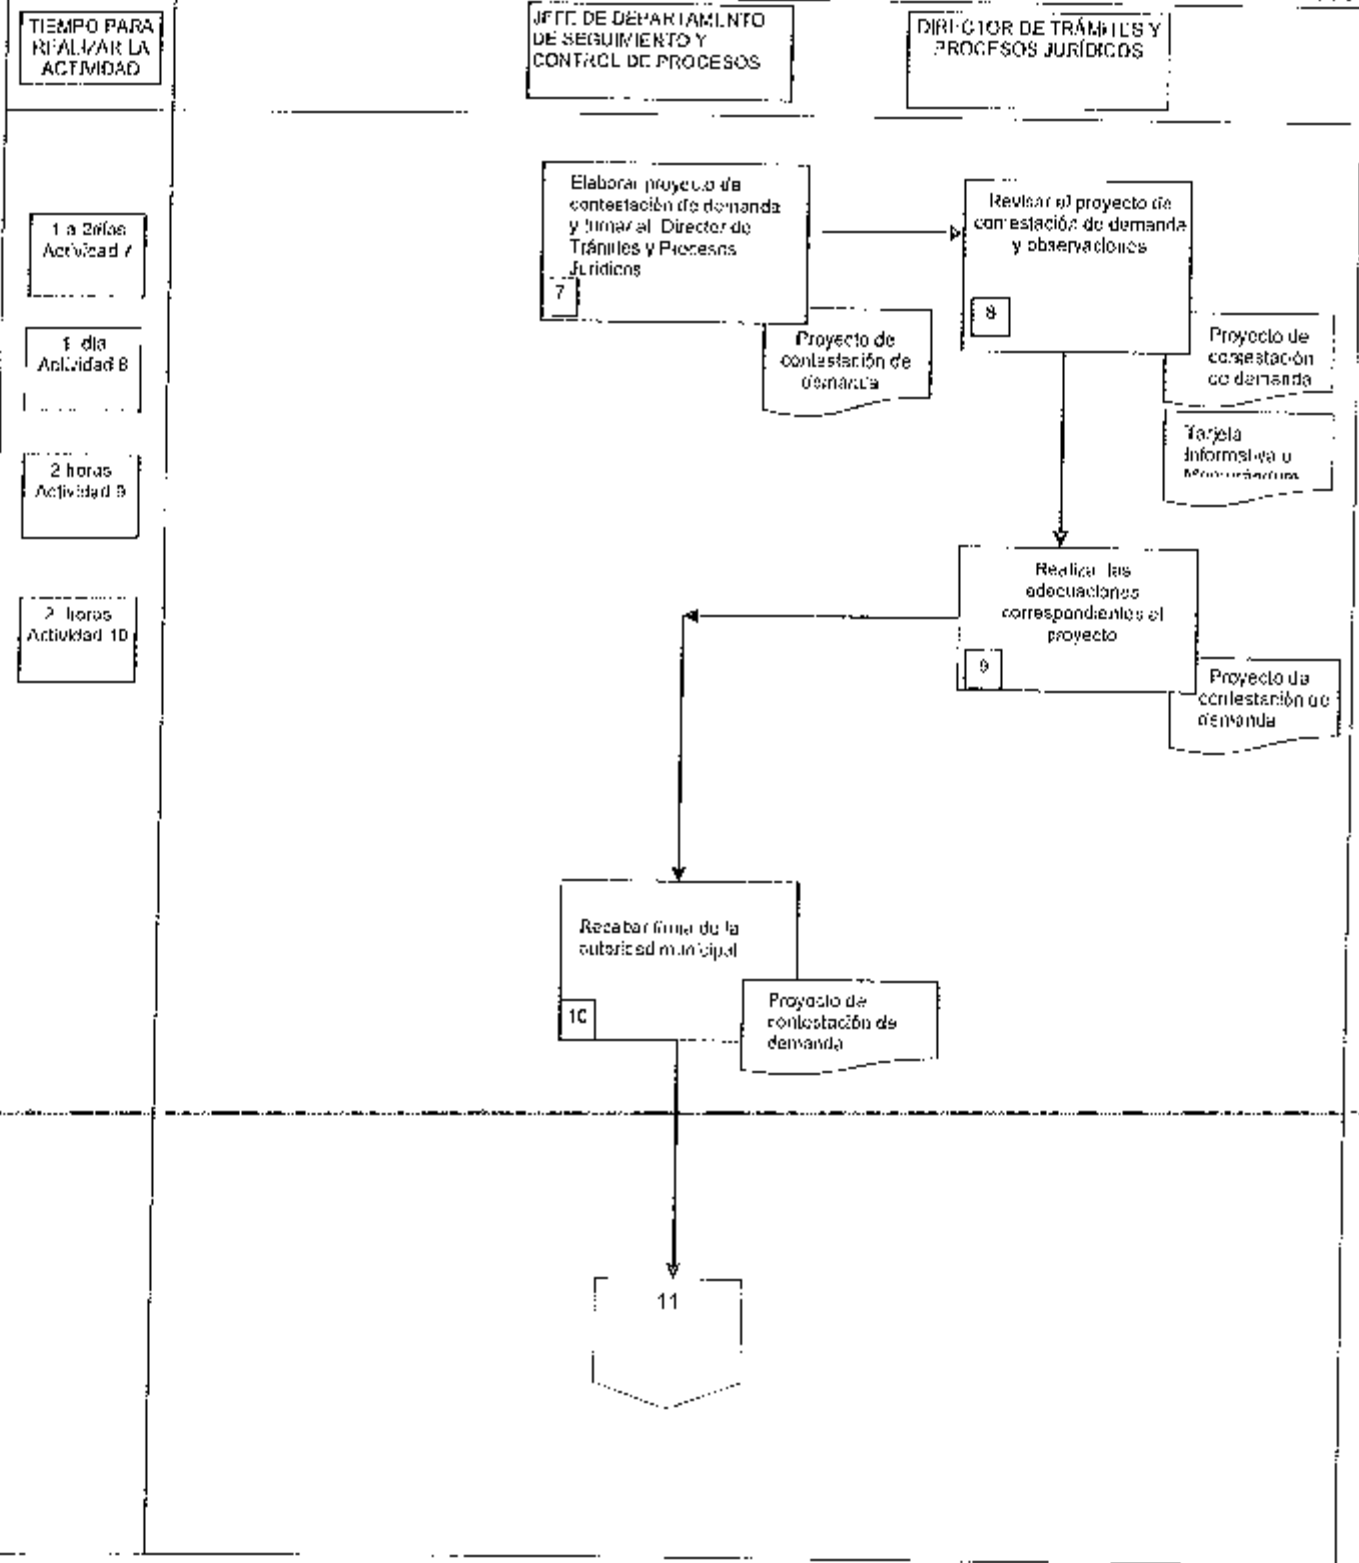 TIEMPO PARA
REALIZAR LA
ACTIVIDAD
JEFE DE DEPARTAMENTO
DE SEGUIMIENTO Y
CONTROL DE PROCESOS
DIRECTOR DE TRÁMITES Y
PROCESOS JURÍDICOS
1 a 2días
Actividad 7
1 día
Actividad 8
2 horas
Actividad 9
2 horas
Actividad 10
Elaborar proyecto de
contestación de demanda
y turnar al Director de
Trámites y Procesos
Jurídicos
7
Proyecto de
contestación de
demanda
Revisar el proyecto de
contestación de demanda
y observaciones
8
Proyecto de
contestación
de demanda
Tarjeta
Informativa o
Memorándum
Realizar las
adecuaciones
correspondientes al
proyecto
9
Proyecto de
contestación de
demanda
Recabar firma de la
autoridad municipal
10
Proyecto de
contestación de
demanda
11